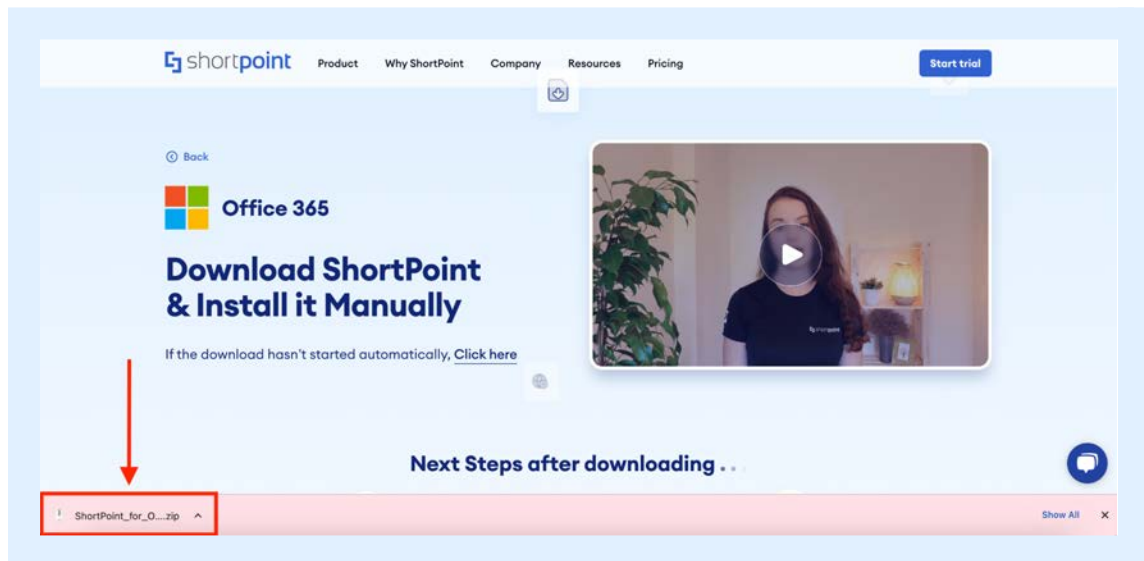 shortpoint Product Why ShortPoint Company Resources Pricing Start trial
Back
Office 365
Download ShortPoint
& Install it Manually
If the download hasn't started automatically, Click here
shortpoint
Next Steps after downloading . . .
ShortPoint_for_O....zip Show All